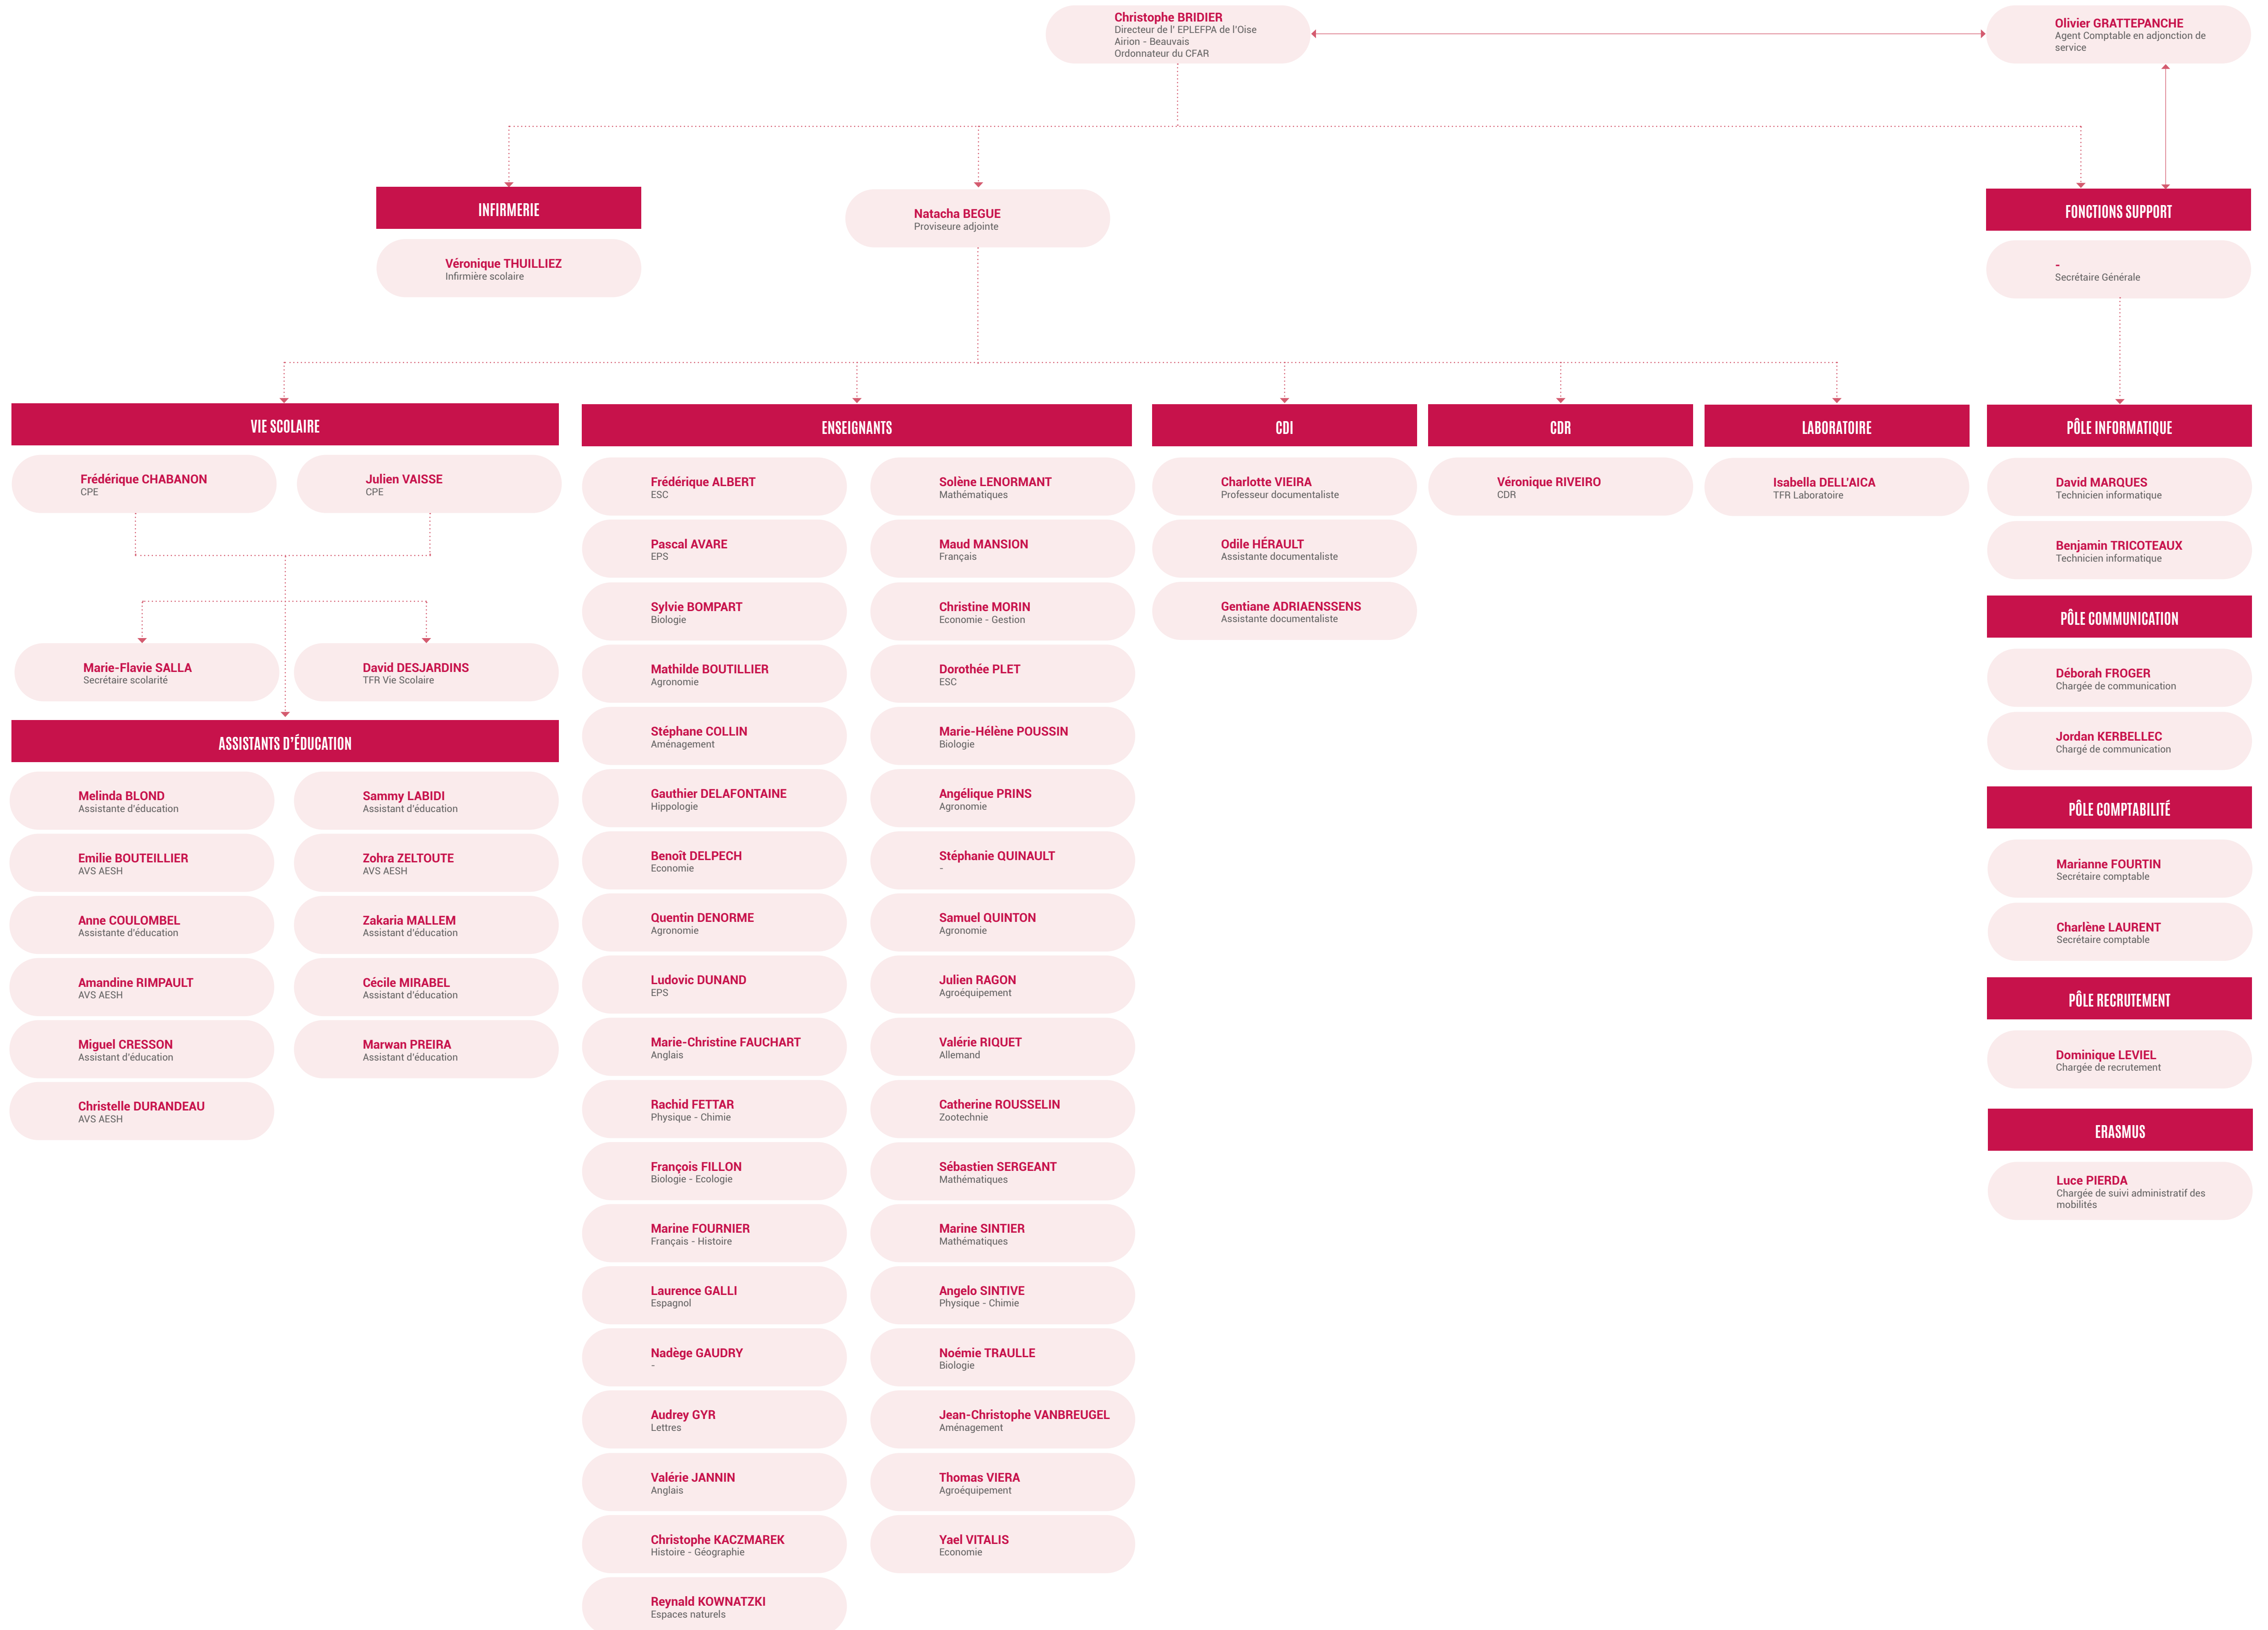 Christophe BRIDIER
Directeur de l' EPLEFPA de l'Oise
Airion - Beauvais
Ordonnateur du CFAR
Olivier GRATTEPANCHE
Agent Comptable en adjonction de
service
INFIRMERIE
Véronique THUILLIEZ
Infirmière scolaire
Natacha BEGUE
Proviseure adjointe
FONCTIONS SUPPORT
-
Secrétaire Générale
VIE SCOLAIRE
Frédérique CHABANON
CPE
Julien VAISSE
CPE
Marie-Flavie SALLA
Secrétaire scolarité
David DESJARDINS
TFR Vie Scolaire
ASSISTANTS D'ÉDUCATION
Melinda BLOND
Assistante d'éducation
Emilie BOUTEILLIER
AVS AESH
Anne COULOMBEL
Assistante d'éducation
Amandine RIMPAULT
AVS AESH
Miguel CRESSON
Assistant d'éducation
Christelle DURANDEAU
AVS AESH
Sammy LABIDI
Assistant d'éducation
Zohra ZELTOUTE
AVS AESH
Zakaria MALLEM
Assistant d'éducation
Cécile MIRABEL
Assistant d'éducation
Marwan PREIRA
Assistant d'éducation
ENSEIGNANTS
Frédérique ALBERT
ESC
Pascal AVARE
EPS
Sylvie BOMPART
Biologie
Mathilde BOUTILLIER
Agronomie
Stéphane COLLIN
Aménagement
Gauthier DELAFONTAINE
Hippologie
Benoît DELPECH
Economie
Quentin DENORME
Agronomie
Ludovic DUNAND
EPS
Marie-Christine FAUCHART
Anglais
Rachid FETTAR
Physique - Chimie
François FILLON
Biologie - Ecologie
Marine FOURNIER
Français - Histoire
Laurence GALLI
Espagnol
Nadège GAUDRY
-
Audrey GYR
Lettres
Valérie JANNIN
Anglais
Christophe KACZMAREK
Histoire - Géographie
Reynald KOWNATZKI
Espaces naturels
Solène LENORMANT
Mathématiques
Maud MANSION
Français
Christine MORIN
Economie - Gestion
Dorothée PLET
ESC
Marie-Hélène POUSSIN
Biologie
Angélique PRINS
Agronomie
Stéphanie QUINAULT
-
Samuel QUINTON
Agronomie
Julien RAGON
Agroéquipement
Valérie RIQUET
Allemand
Catherine ROUSSELIN
Zootechnie
Sébastien SERGEANT
Mathématiques
Marine SINTIER
Mathématiques
Angelo SINTIVE
Physique - Chimie
Noémie TRAULLE
Biologie
Jean-Christophe VANBREUGEL
Aménagement
Thomas VIERA
Agroéquipement
Yael VITALIS
Economie
CDI
Charlotte VIEIRA
Professeur documentaliste
Odile HÉRAULT
Assistante documentaliste
Gentiane ADRIAENSSENS
Assistante documentaliste
CDR
Véronique RIVEIRO
CDR
LABORATOIRE
Isabella DELL'AICA
TFR Laboratoire
PÔLE INFORMATIQUE
David MARQUES
Technicien informatique
Benjamin TRICOTEAUX
Technicien informatique
PÔLE COMMUNICATION
Déborah FROGER
Chargée de communication
Jordan KERBELLEC
Chargé de communication
PÔLE COMPTABILITÉ
Marianne FOURTIN
Secrétaire comptable
Charlène LAURENT
Secrétaire comptable
PÔLE RECRUTEMENT
Dominique LEVIEL
Chargée de recrutement
ERASMUS
Luce PIERDA
Chargée de suivi administratif des
mobilités